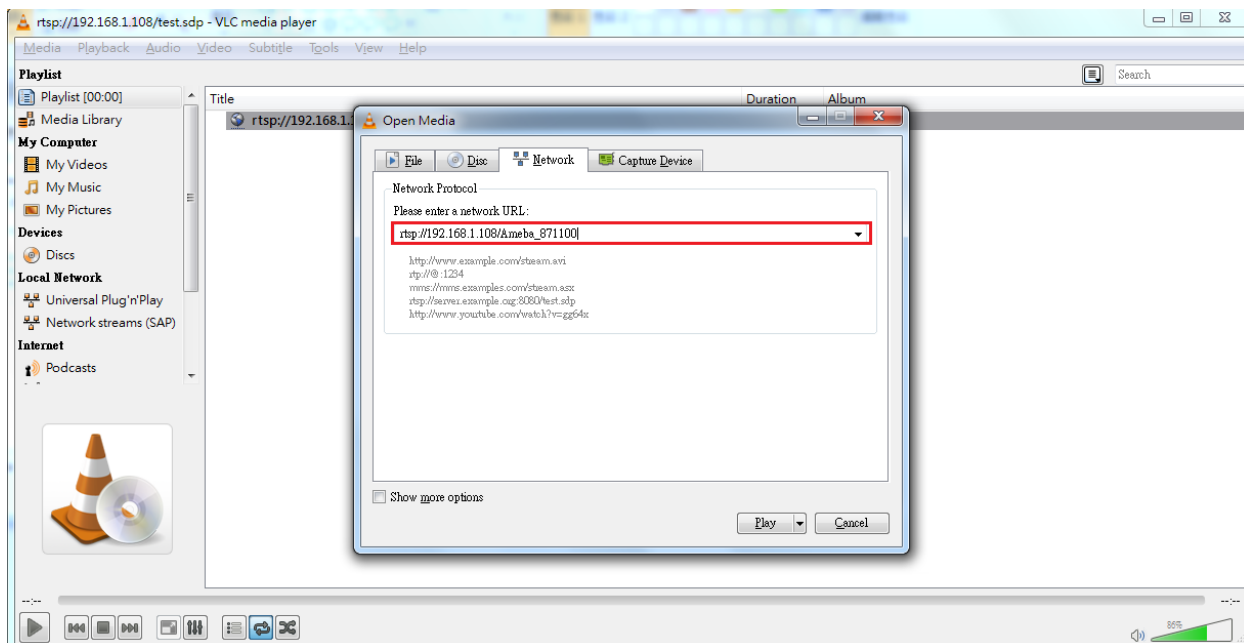 rtsp://192.168.1.108/test.sdp - VLC media player
Media Playback Audio Video Subtitle Tools View Help
Playlist
Search
Playlist [00:00]
Media Library
My Computer
My Videos
My Music
My Pictures
Devices
Discs
Local Network
Universal Plug'n'Play
Network streams (SAP)
Internet
Podcasts
Title Duration Album
rtsp://192.168.1.
Open Media
File Disc Network Capture Device
Network Protocol
Please enter a network URL:
rtsp://192.168.1.108/Ameba_871100
http://www.example.com/stream.avi
rtp://@:1234
mms://mms.examples.com/stream.asx
rtsp://server.example.org:8080/test.sdp
http://www.youtube.com/watch?v=gg64x
Show more options
Play Cancel
--:-- --:--
86%